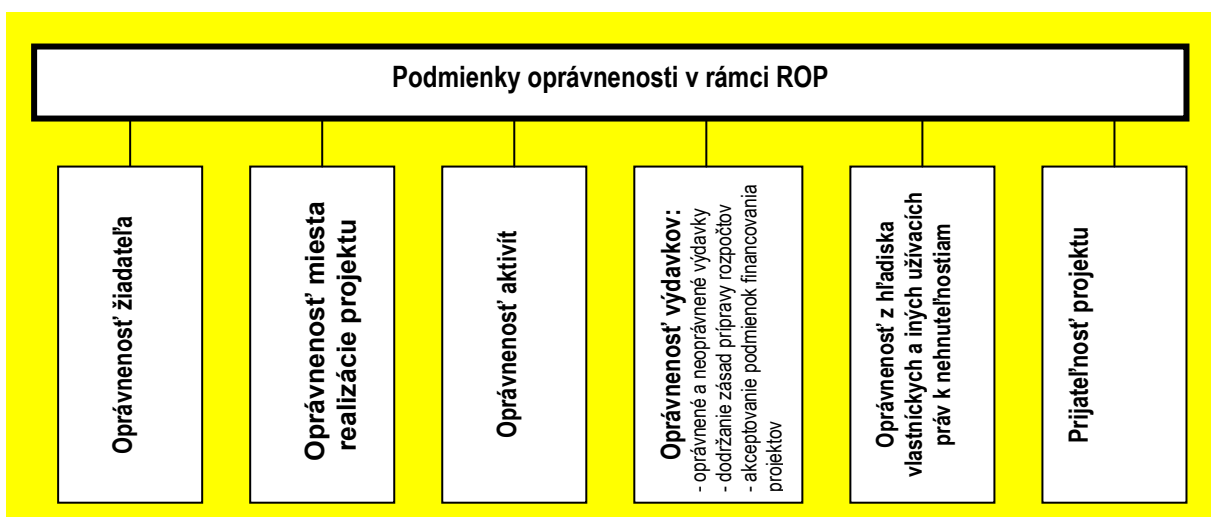 Podmienky oprávnenosti v rámci ROP
Oprávnenosť žiadateľa
Oprávnenosť miesta
realizácie projektu
Oprávnenosť aktivít
Oprávnenosť výdavkov:
- oprávnené a neoprávnené výdavky
- dodržanie zásad prípravy rozpočtov
- akceptovanie podmienok financovania
projektov
Oprávnenosť z hľadiska
vlastníckych a iných užívacích
práv k nehnuteľnostiam
Prijateľnosť projektu